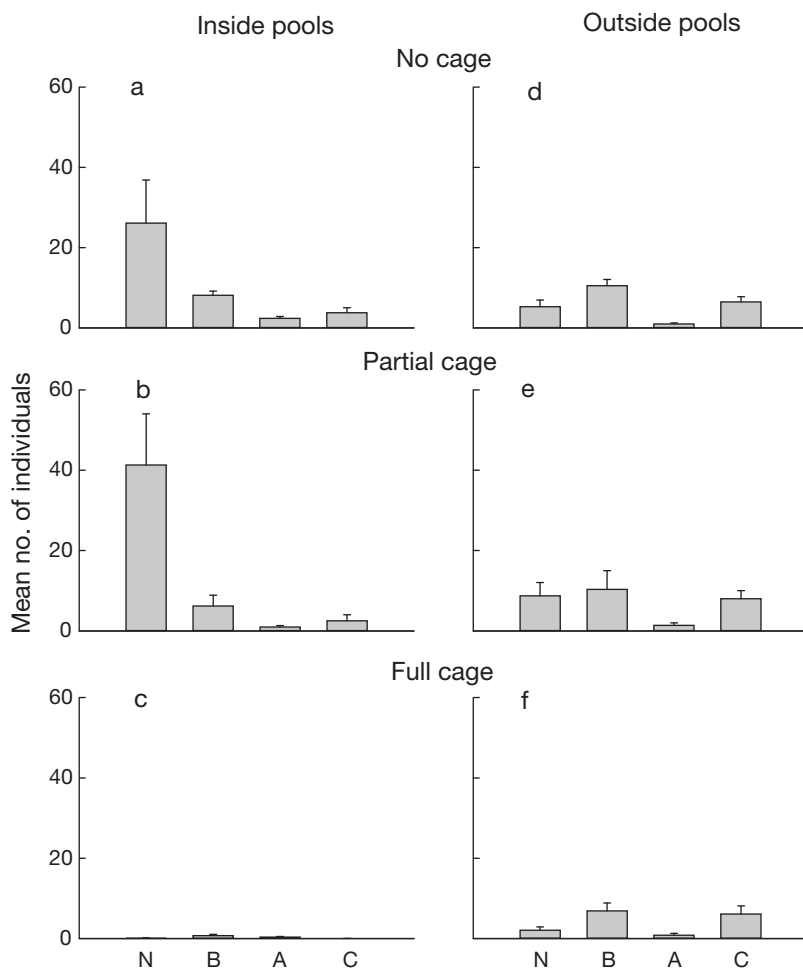 Inside pools
Outside pools
No cage
a
d
60
40
20
0
Partial cage
b
e
60
40
20
0
Mean no. of individuals
Full cage
c
f
60
40
20
0
N B A C
N B A C